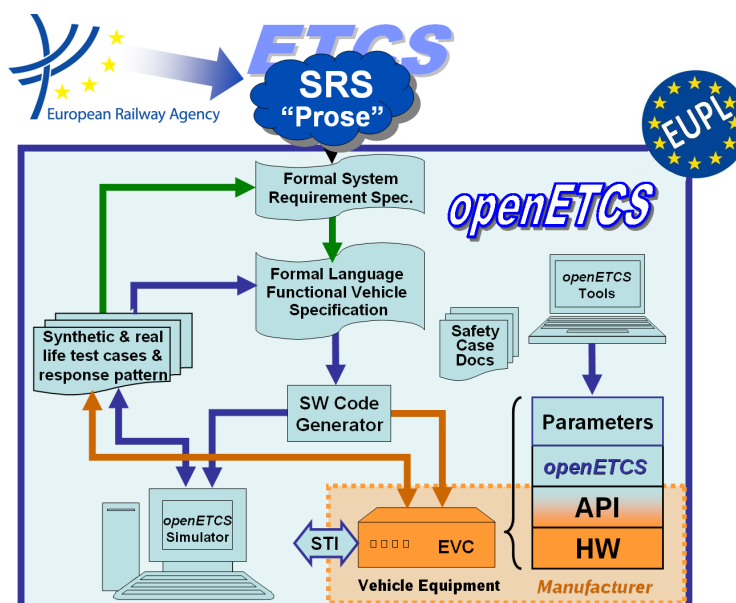 ETCS
SRS
“Prose”
European Railway Agency
EUPL
Formal System
Requirement Spec.
openETCS
Formal Language
Functional Vehicle
Specification
openETCS
Tools
Synthetic & real
life test cases &
response pattern
Safety
Case
Docs
SW Code
Generator
Parameters
openETCS
API
HW
openETCS
Simulator
STI
EVC
Vehicle Equipment
Manufacturer